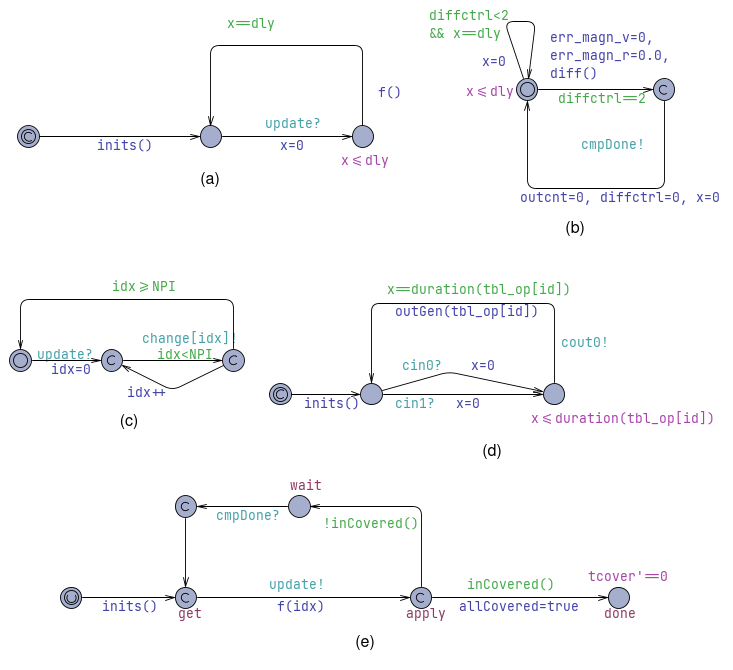 x==dly
f()
update?
inits()
x=0
x<=dly
C
(a)
diffctrl<2
&& x==dly
x=0
err_magn_v=0,
err_magn_r=0.0,
diff()
x<=dly
C
diffctrl==2
cmpDone!
outcnt=0, diffctrl=0, x=0
(b)
idx>=NPI
change[idx]!
update?
idx<NPI
idx=0
C
C
idx++
(c)
x==duration(tbl_op[id])
outGen(tbl_op[id])
cout0!
cin0?
x=0
C
inits()
cin1?
x=0
x<=duration(tbl_op[id])
(d)
wait
C
cmpDone?
!inCovered()
update!
inCovered()
tcover'==0
U
C
C
inits()
f(idx)
allCovered=true
get
apply
done
(e)